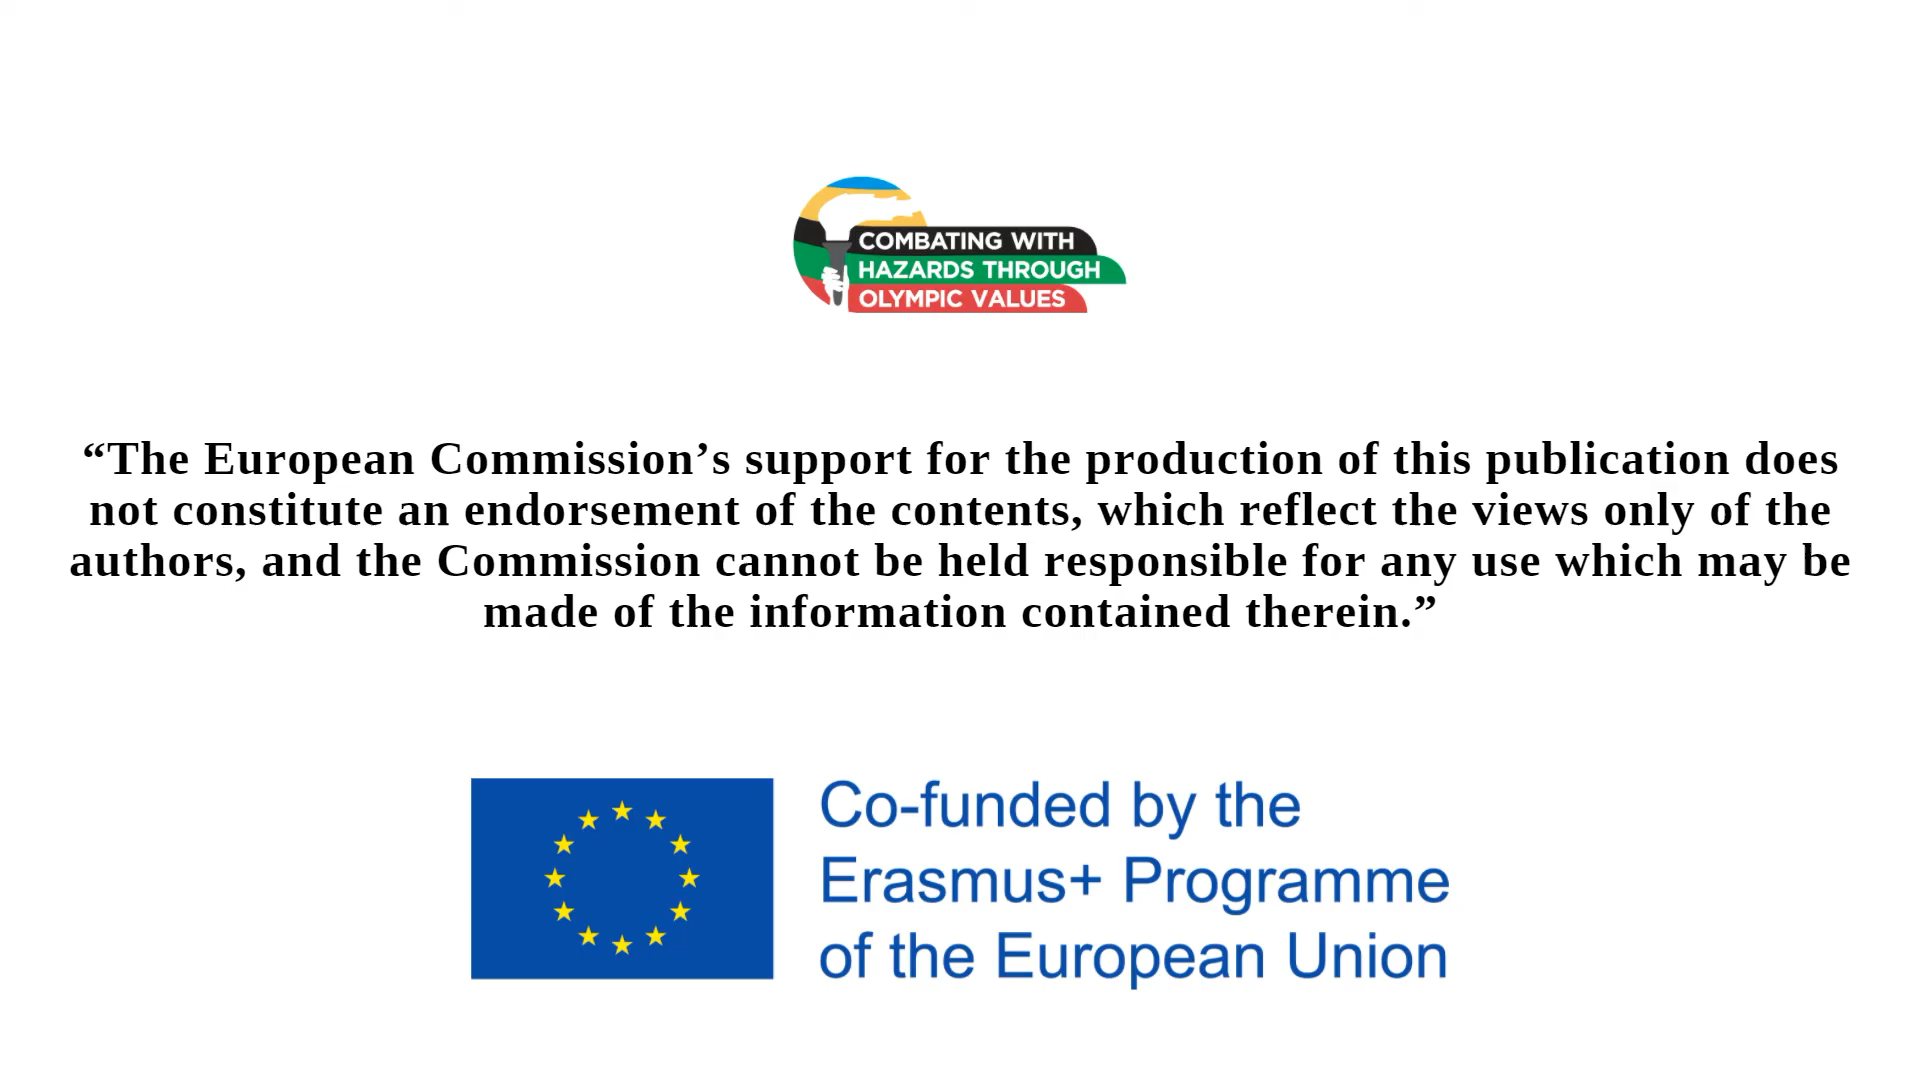 COMBATING WITH
HAZARDS THROUGH
OLYMPIC VALUES
“The European Commission’s support for the production of this publication does
not constitute an endorsement of the contents, which reflect the views only of the
authors, and the Commission cannot be held responsible for any use which may be
made of the information contained therein.”
Co-funded by the
Erasmus+ Programme
of the European Union